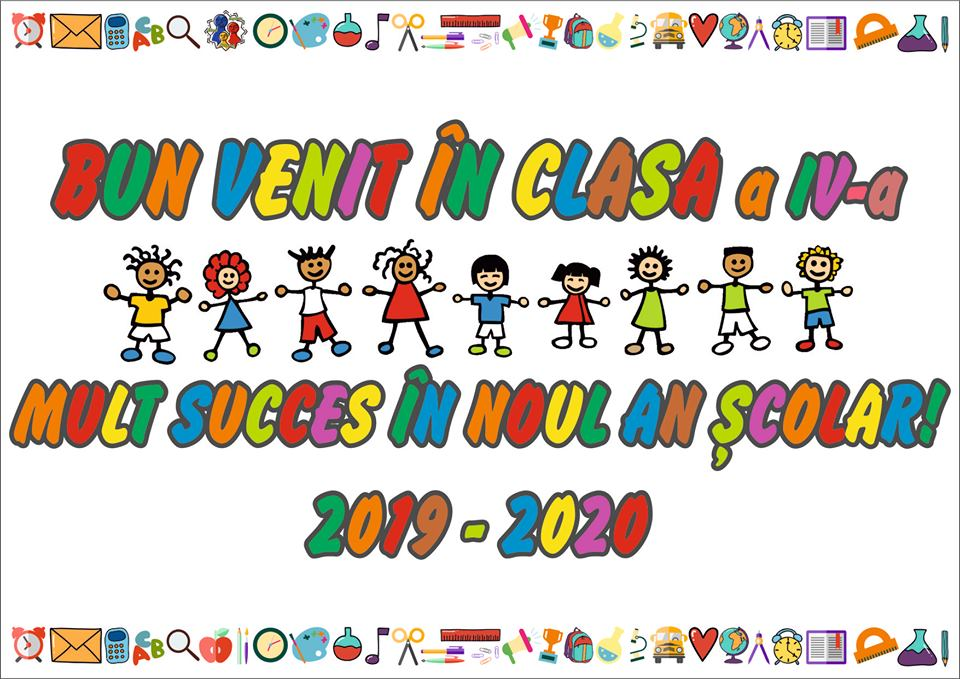 BUN VENIT ÎN CLASA a IV-a
MULT SUCCES ÎN NOUL AN ȘCOLAR!
2019 - 2020